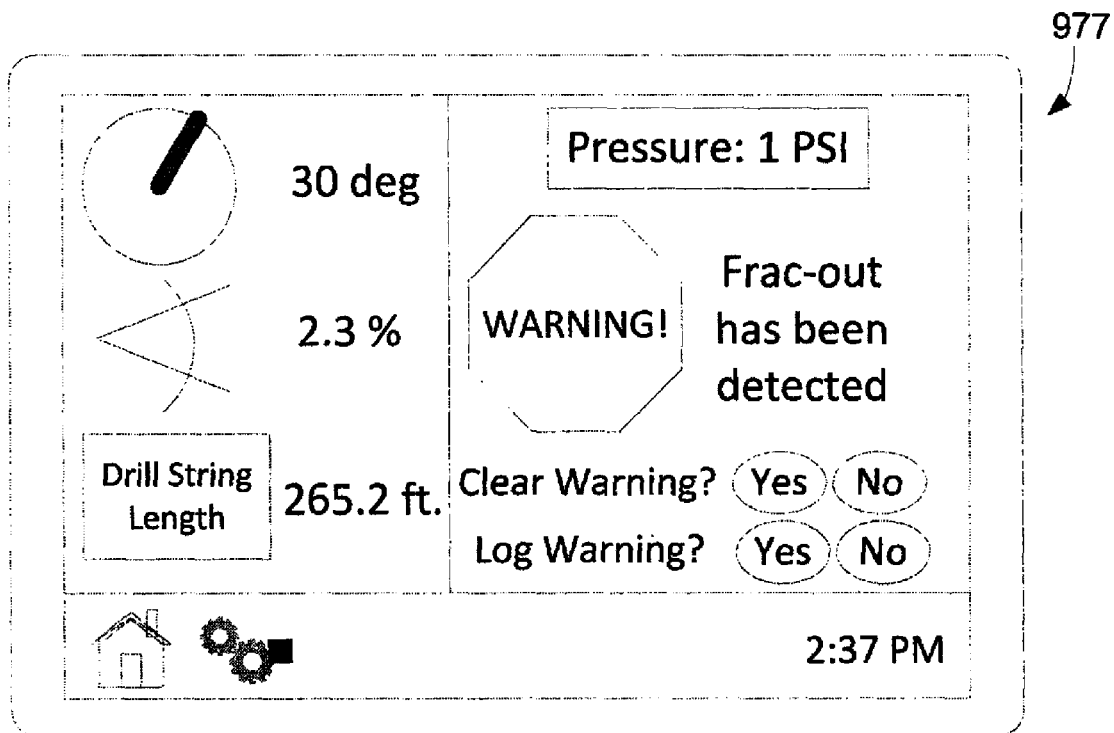 977
30 deg
2.3 %
Drill String
Length
265.2 ft.
Pressure: 1 PSI
WARNING!
Frac-out
has been
detected
Clear Warning? Yes No
Log Warning? Yes No
2:37 PM